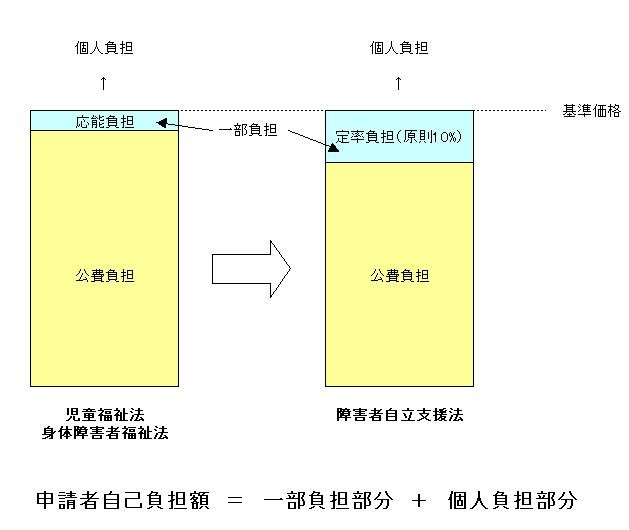 個人負担
個人負担
↑
↑
基準価格
応能負担
一部負担
定率負担(原則10%)
公費負担
公費負担
児童福祉法
身体障害者福祉法
障害者自立支援法
申請者自己負担額 = 一部負担部分 + 個人負担部分